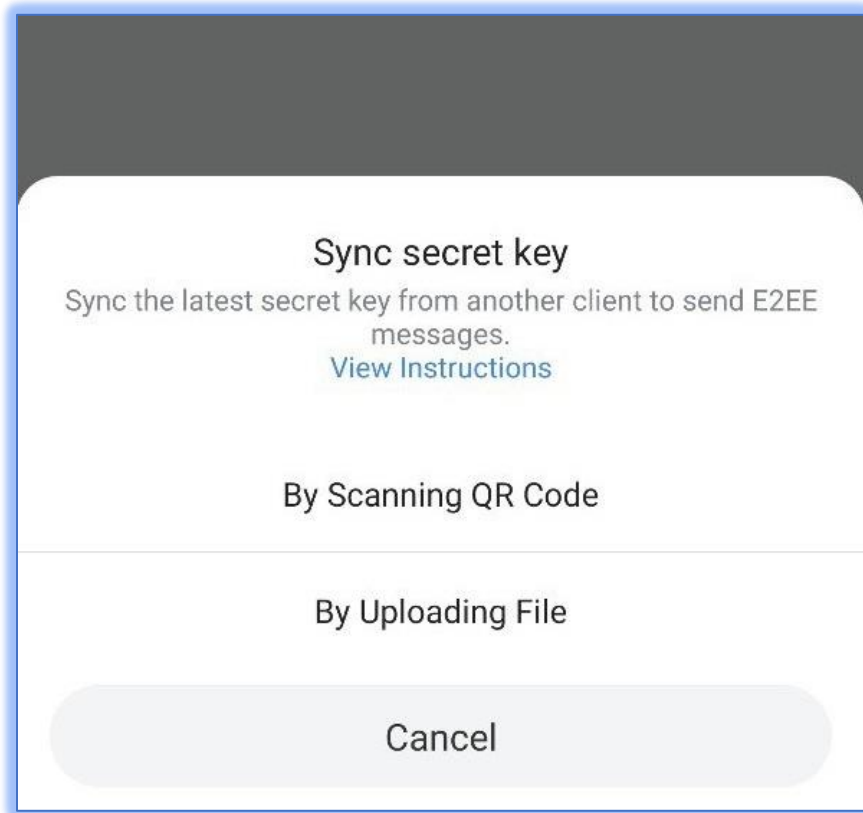 Sync secret key
Sync the latest secret key from another client to send E2EE
messages.
View Instructions
By Scanning QR Code
By Uploading File
Cancel